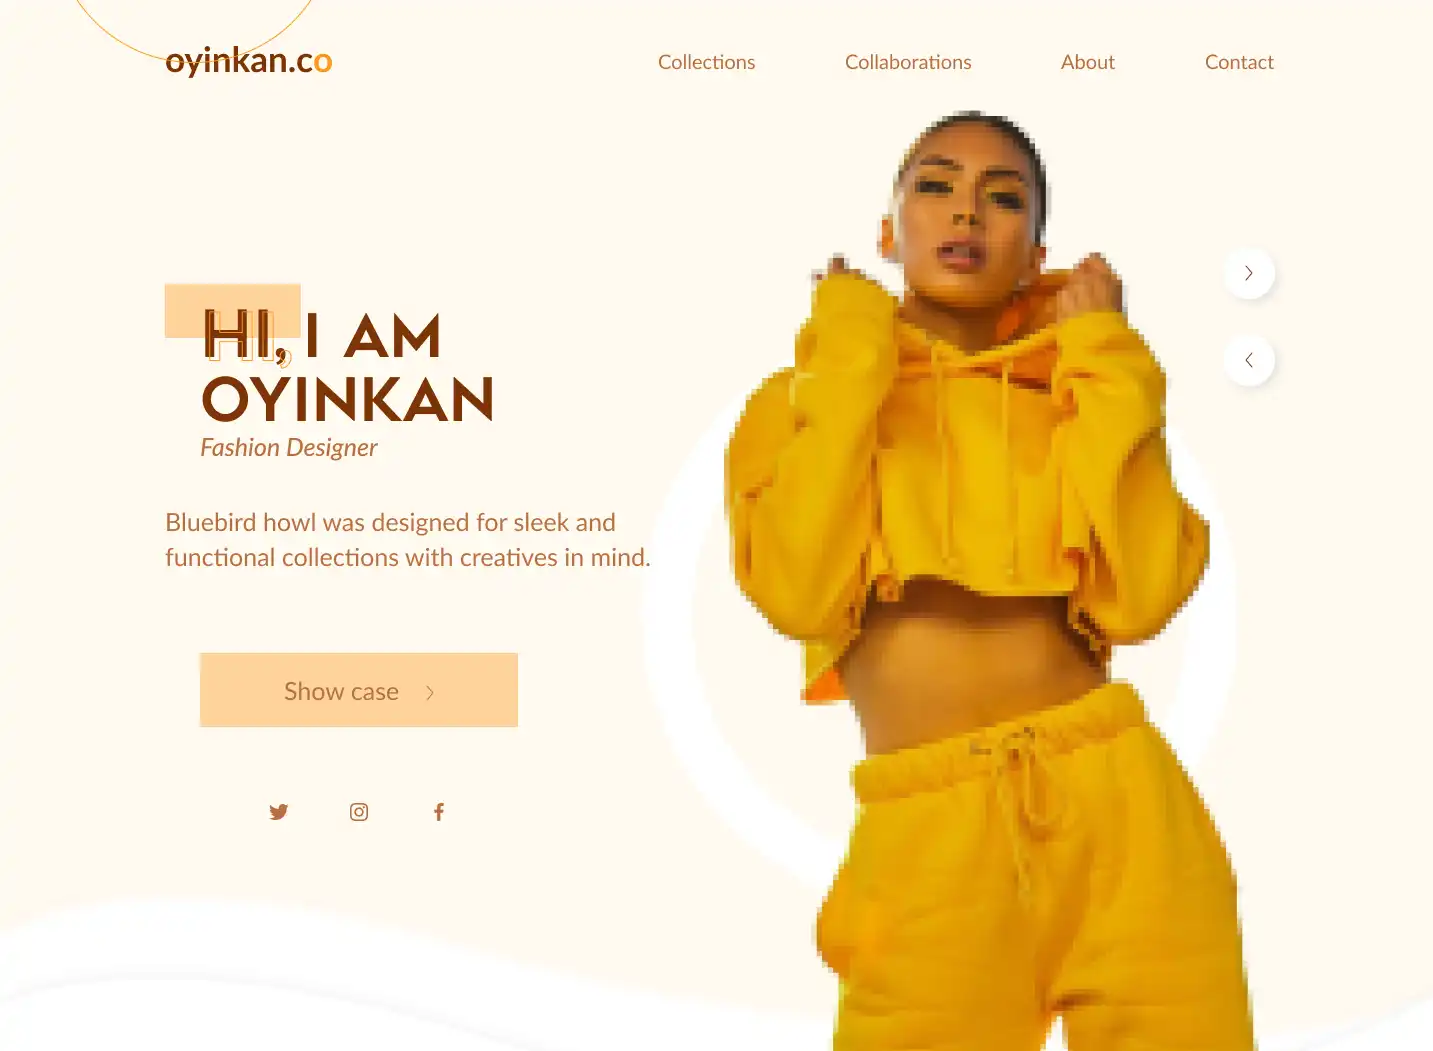 oyinkan.co
Collections
Collaborations
About
Contact
HI, I AM
OYINKAN
Fashion Designer
Bluebird howl was designed for sleek and
functional collections with creatives in mind.
Show case